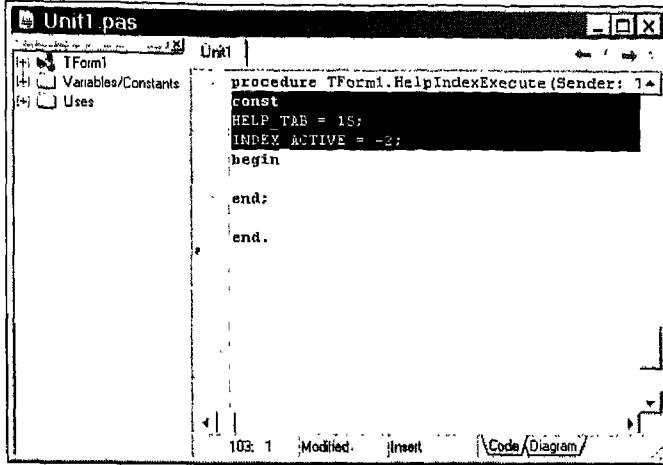 Unit1.pas
TForm1
Variables/Constants
Uses
Unit1
procedure TForm1.HelpIndexExecute(Sender: T
const
HELP_TAB = 15;
INDEX_ACTIVE = -2;
begin
end;
end.
103: 1 Modified Insert Code Diagram